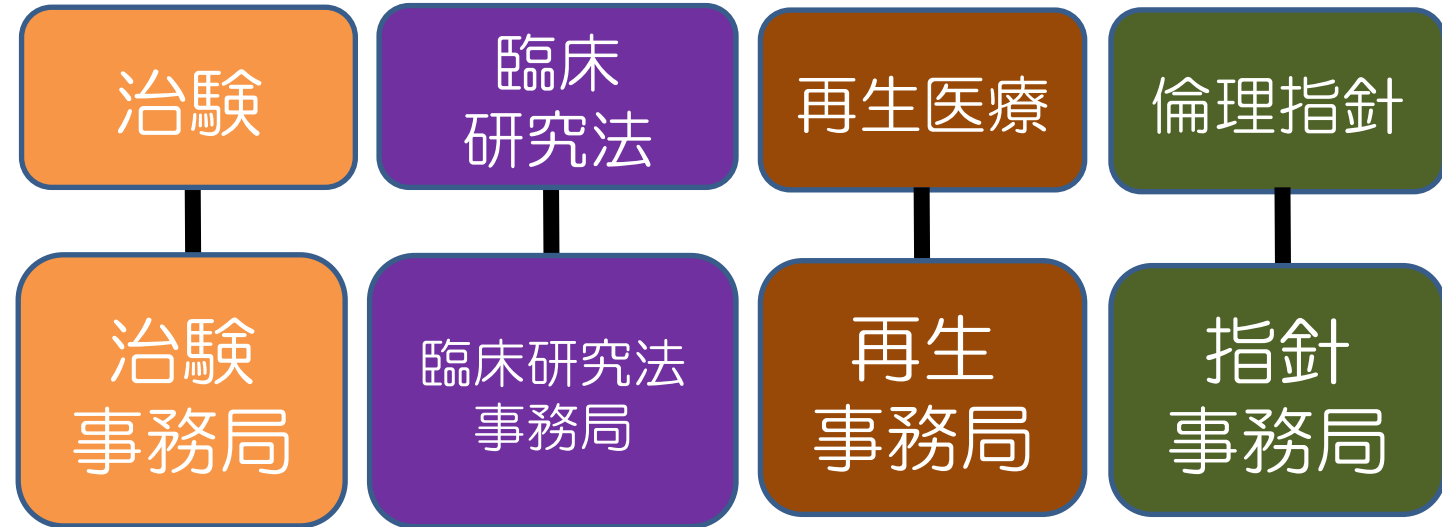 治験
臨床
研究法
再生医療
倫理指針
治験
事務局
臨床研究法
事務局
再生
事務局
指針
事務局